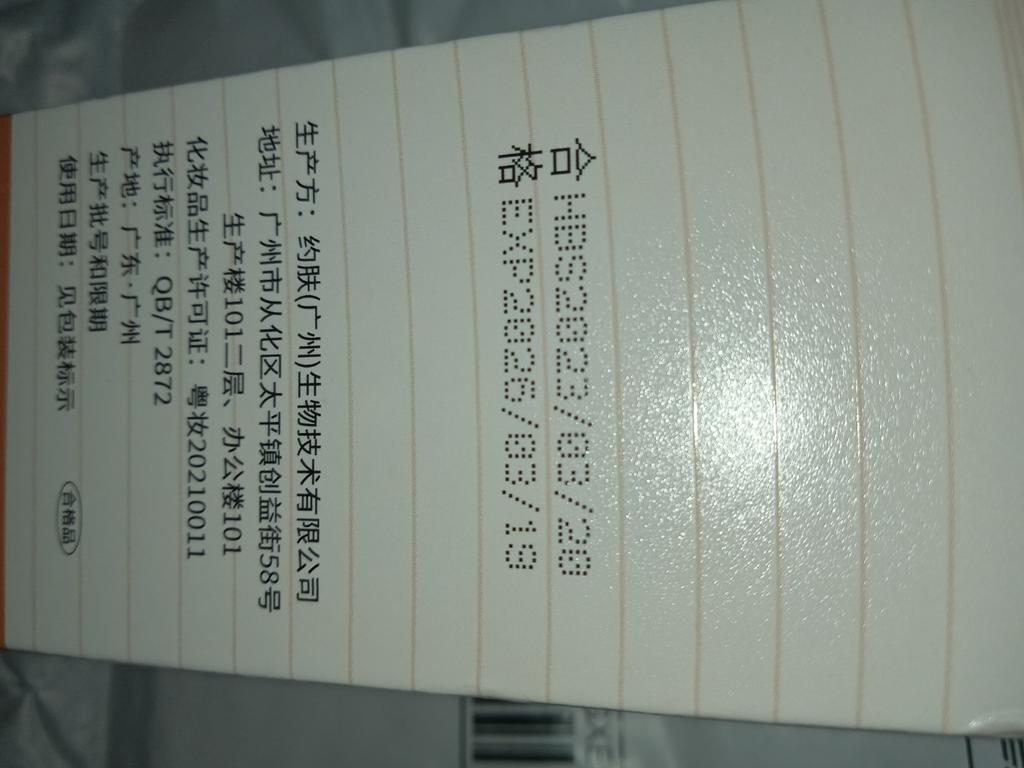 合 MBS2023/03/20
格 EXP2026/03/19
生产方：约肤(广州)生物技术有限公司
地址：广州市从化区太平镇创益街58号
生产楼101三层、办公楼101
化妆品生产许可证：粤妆20210011
执行标准：QB/T 2872
产地：广东·广州
生产批号和限期
使用日期：见包装标示
合格品